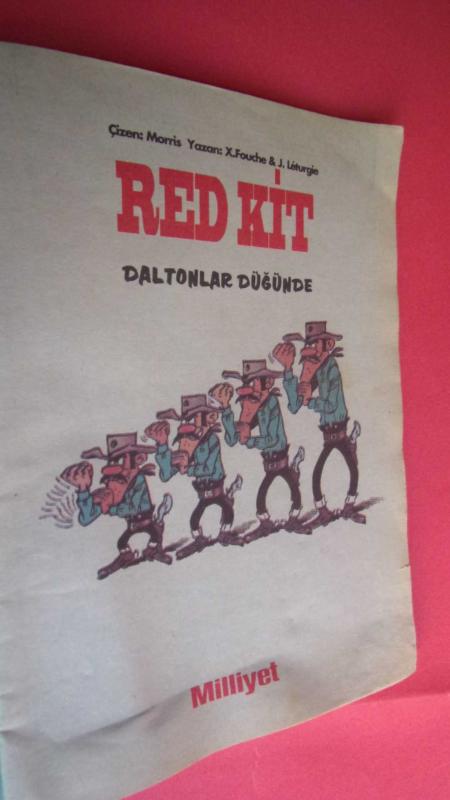 Çizen: Morris Yazan: X.Fouche & J. Léturgie
RED KİT
DALTONLAR DÜĞÜNDE
Milliyet